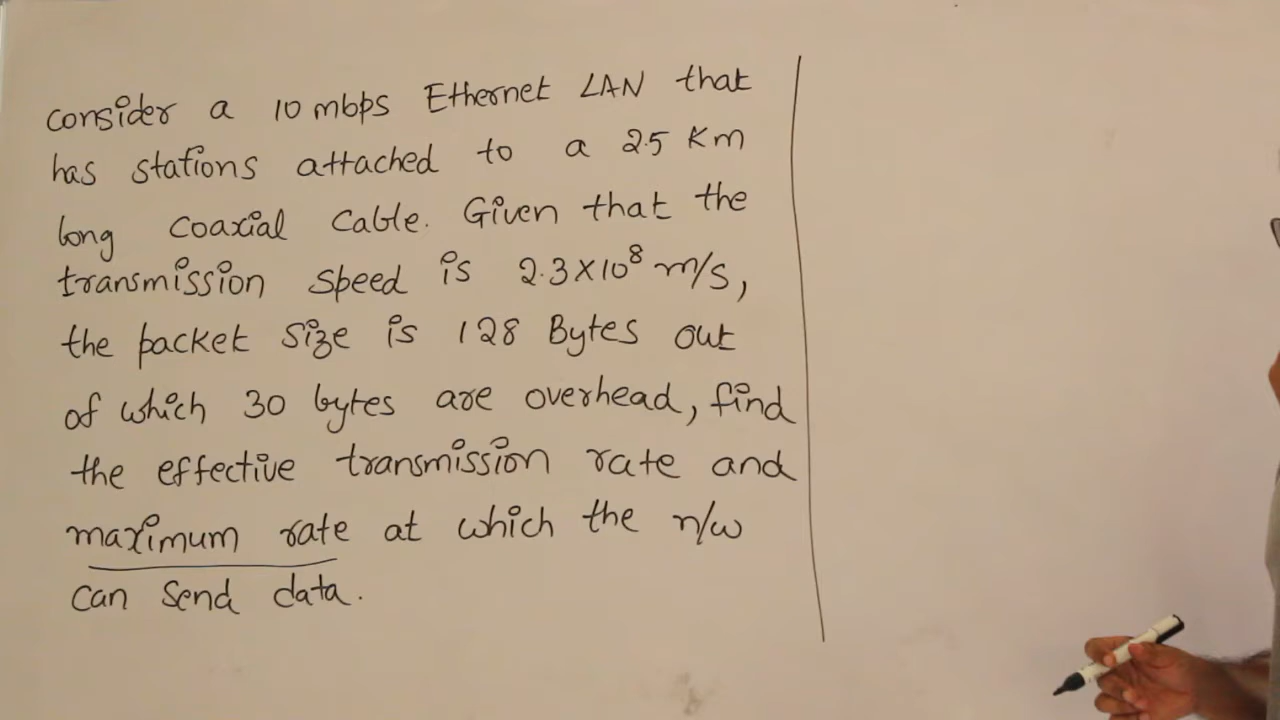 consider a 10 mbps Ethernet LAN that
has stations attached to a 2.5 Km
long coaxial cable. Given that the
transmission speed is 2.3×10⁸ m/s,
the packet size is 128 Bytes out
of which 30 bytes are overhead, find
the effective transmission rate and
maximum rate at which the n/w
can send data.